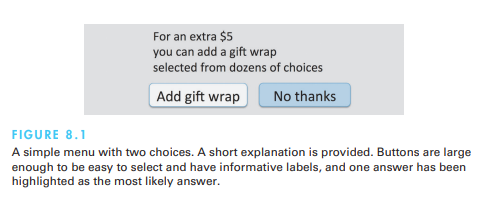 For an extra $5
you can add a gift wrap
selected from dozens of choices
Add gift wrap
No thanks
FIGURE 8.1
A simple menu with two choices. A short explanation is provided. Buttons are large
enough to be easy to select and have informative labels, and one answer has been
highlighted as the most likely answer.